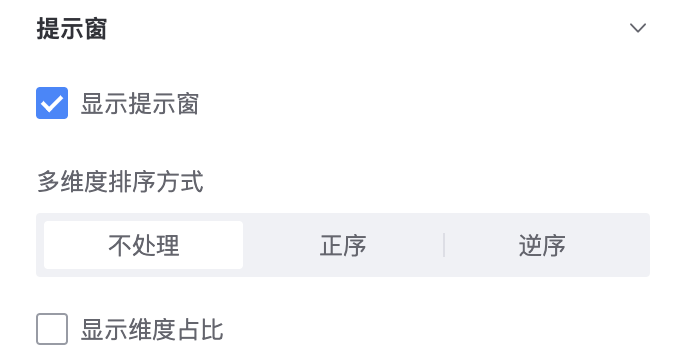 提示窗
显示提示窗
多维度排序方式
不处理 正序 逆序
显示维度占比